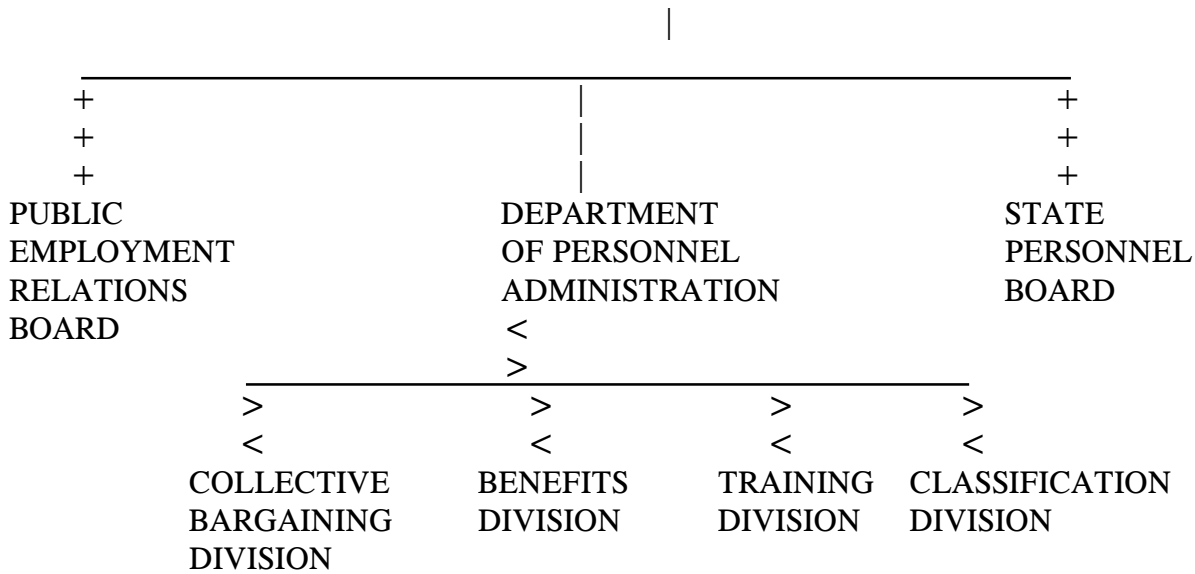 |
+ | +
+ | +
+ | +
PUBLIC DEPARTMENT STATE
EMPLOYMENT OF PERSONNEL PERSONNEL
RELATIONS ADMINISTRATION BOARD
BOARD <
>
> > > >
< < < <
COLLECTIVE BENEFITS TRAINING CLASSIFICATION
BARGAINING DIVISION DIVISION DIVISION
DIVISION